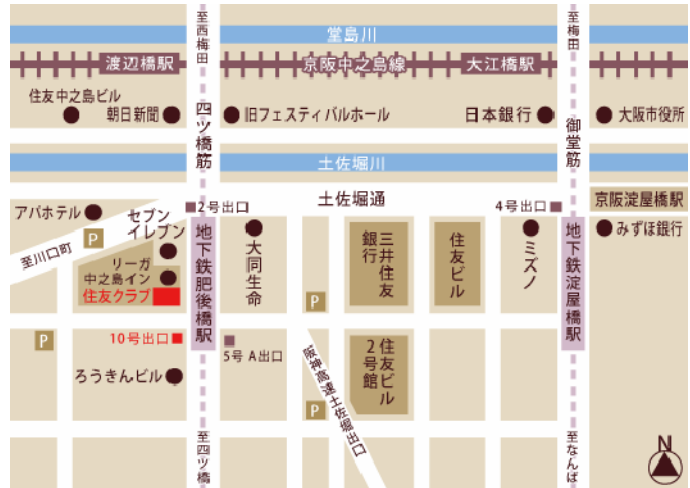 至西梅田
至梅田
堂島川
渡辺橋駅
京阪中之島線
大江橋駅
住友中之島ビル
朝日新聞
四ツ橋筋
旧フェスティバルホール
日本銀行
御堂筋
大阪市役所
土佐堀川
アパホテル
セブン
イレブン
2号出口
土佐堀通
4号出口
京阪淀屋橋駅
みずほ銀行
P
至川口町
リーガ
中之島イン
住友クラブ
地下鉄肥後橋駅
大同生命
三井住友
銀行
住友ビル
ミズノ
地下鉄淀屋橋駅
P
P
10号出口
5号A出口
阪神高速土佐堀出口
住友ビル
2号館
ろうきんビル
P
至四ツ橋
至なんば
N